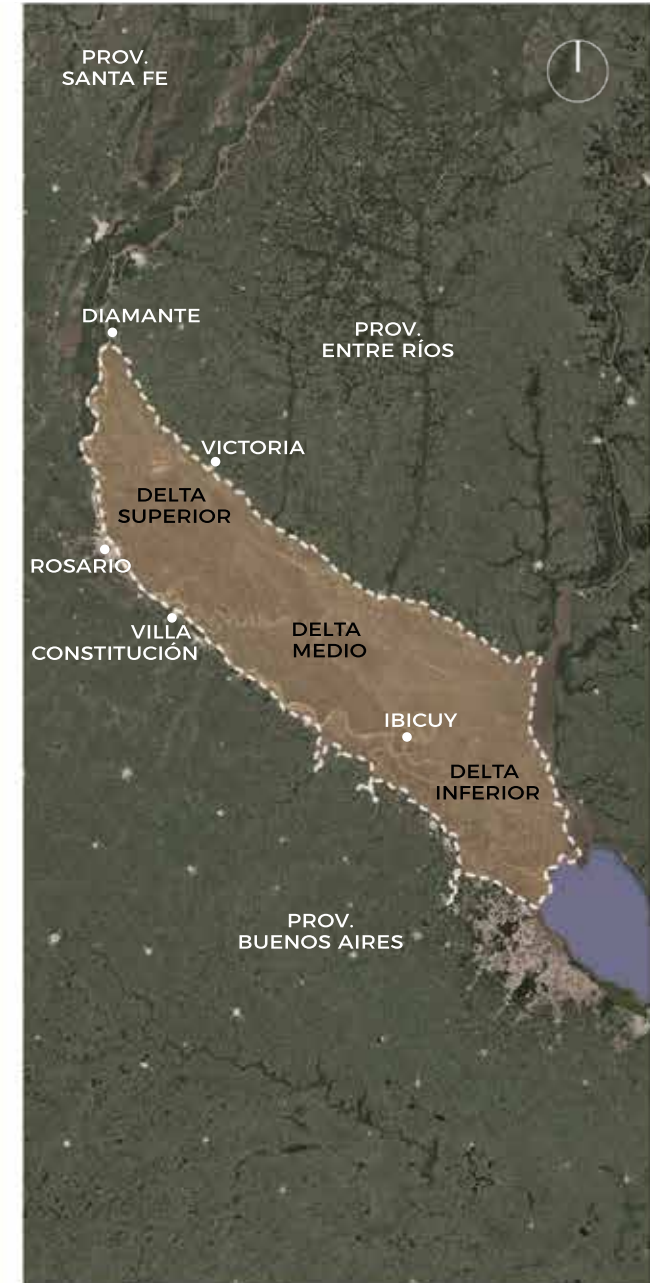 PROV.
SANTA FE
DIAMANTE
PROV.
ENTRE RÍOS
VICTORIA
DELTA
SUPERIOR
ROSARIO
VILLA
CONSTITUCIÓN
DELTA
MEDIO
IBICUY
DELTA
INFERIOR
PROV.
BUENOS AIRES